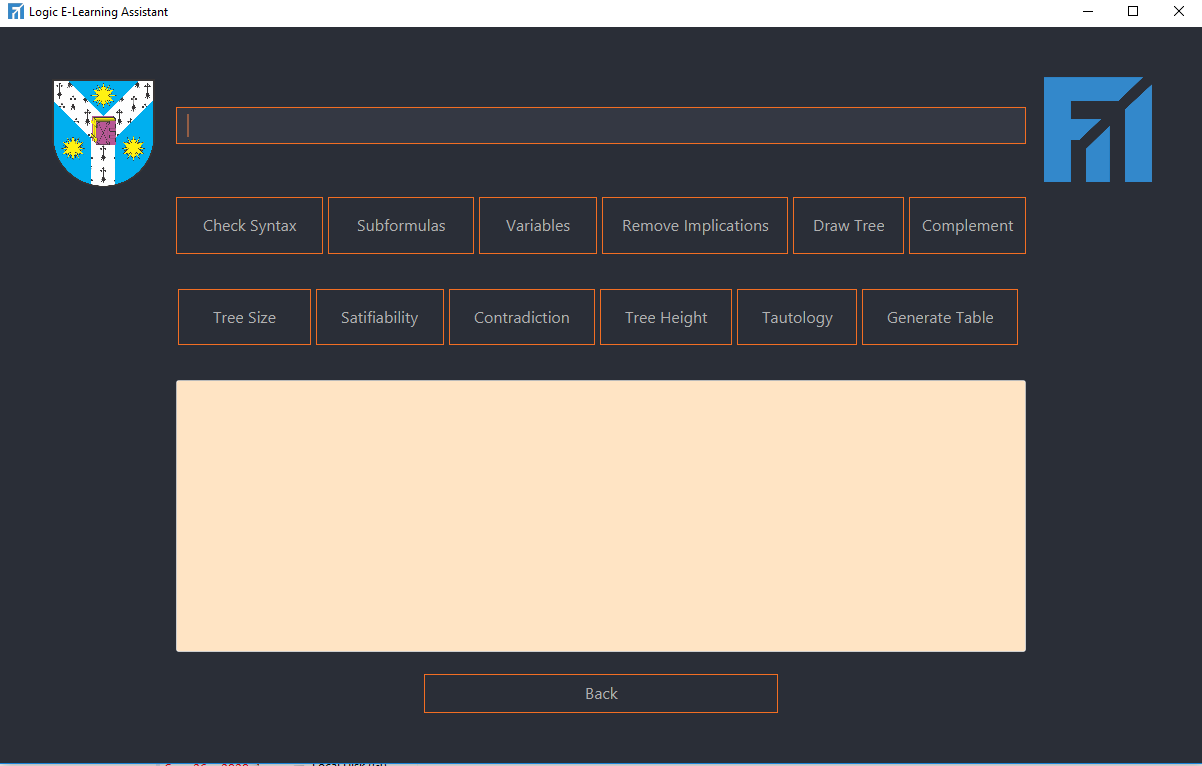 Logic E-Learning Assistant
Check Syntax Subformulas Variables Remove Implications Draw Tree Complement
Tree Size Satifiability Contradiction Tree Height Tautology Generate Table
Back